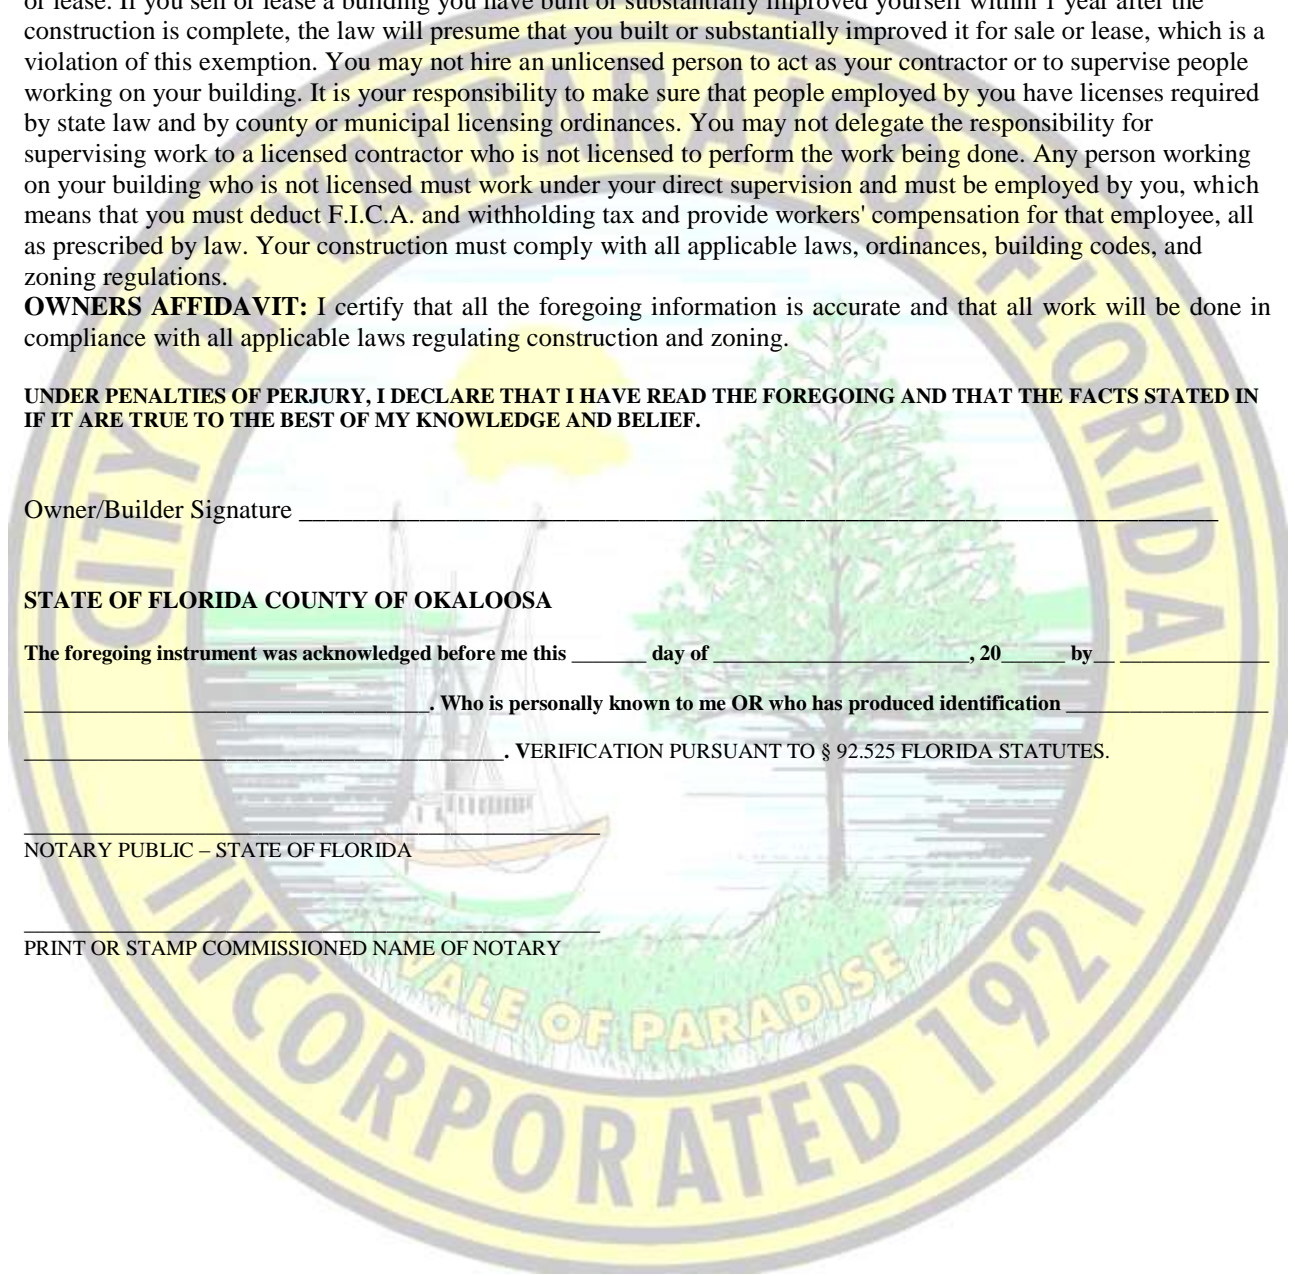 or lease. If you sell or lease a building you have built or substantially improved yourself within 1 year after the
construction is complete, the law will presume that you built or substantially improved it for sale or lease, which is a
violation of this exemption. You may not hire an unlicensed person to act as your contractor or to supervise people
working on your building. It is your responsibility to make sure that people employed by you have licenses required
by state law and by county or municipal licensing ordinances. You may not delegate the responsibility for
supervising work to a licensed contractor who is not licensed to perform the work being done. Any person working
on your building who is not licensed must work under your direct supervision and must be employed by you, which
means that you must deduct F.I.C.A. and withholding tax and provide workers' compensation for that employee, all
as prescribed by law. Your construction must comply with all applicable laws, ordinances, building codes, and
zoning regulations.
OWNERS AFFIDAVIT: I certify that all the foregoing information is accurate and that all work will be done in
compliance with all applicable laws regulating construction and zoning.
UNDER PENALTIES OF PERJURY, I DECLARE THAT I HAVE READ THE FOREGOING AND THAT THE FACTS STATED IN
IF IT ARE TRUE TO THE BEST OF MY KNOWLEDGE AND BELIEF.
Owner/Builder Signature ______________________________
STATE OF FLORIDA COUNTY OF OKALOOSA
The foregoing instrument was acknowledged before me this _______ day of ________________________, 20______ by__ ______________
______________________________________. Who is personally known to me OR who has produced identification ___________________
_____________________________________________. VERIFICATION PURSUANT TO § 92.525 FLORIDA STATUTES.
NOTARY PUBLIC – STATE OF FLORIDA
PRINT OR STAMP COMMISSIONED NAME OF NOTARY
CITY OF VALPARAISO, FLORIDA
VALE OF PARADISE
INCORPORATED 1921